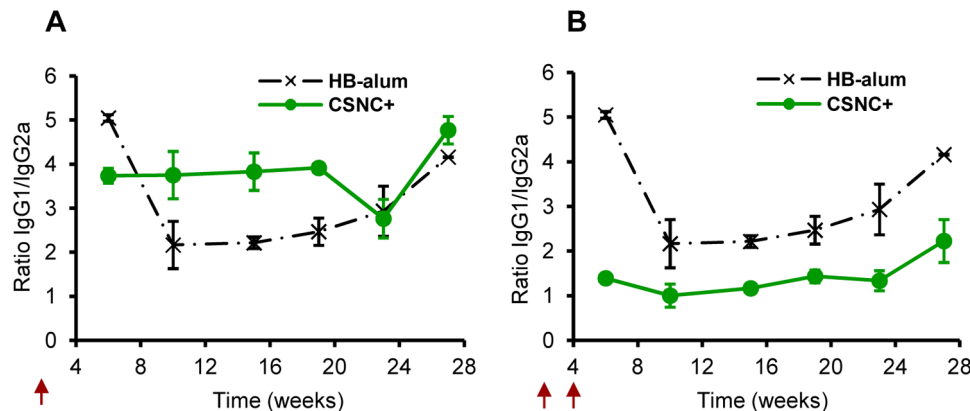 A
HB-alum
CSNC+
Ratio IgG1/IgG2a
6
5
4
3
2
1
0
4 8 12 16 20 24 28
Time (weeks)
B
HB-alum
CSNC+
Ratio IgG1/IgG2a
6
5
4
3
2
1
0
4 8 12 16 20 24 28
Time (weeks)